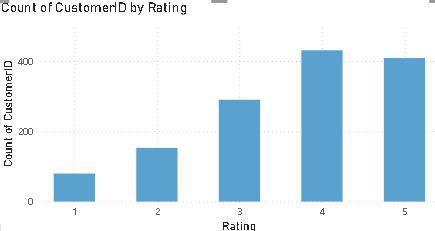 Count of CustomerID by Rating
Count of CustomerID
400
200
0
1 2 3 4 5
Rating